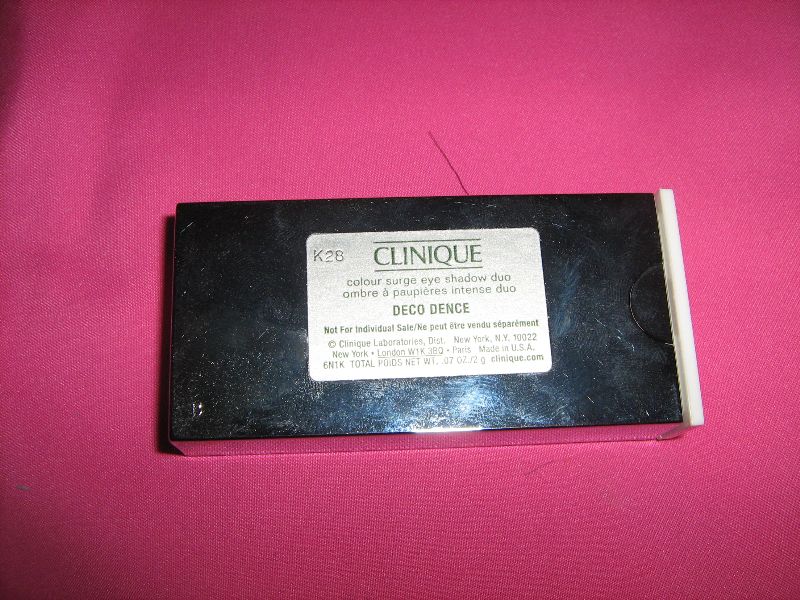 K28 CLINIQUE
colour surge eye shadow duo
ombre à paupières intense duo
DECO DENCE
Not For Individual Sale/Ne peut être vendu séparément
© Clinique Laboratories, Dist. New York, N.Y. 10022
New York • London W1K 3BQ • Paris Made in U.S.A.
6N1K TOTAL POIDS NET WT. .07 OZ./2 g clinique.com